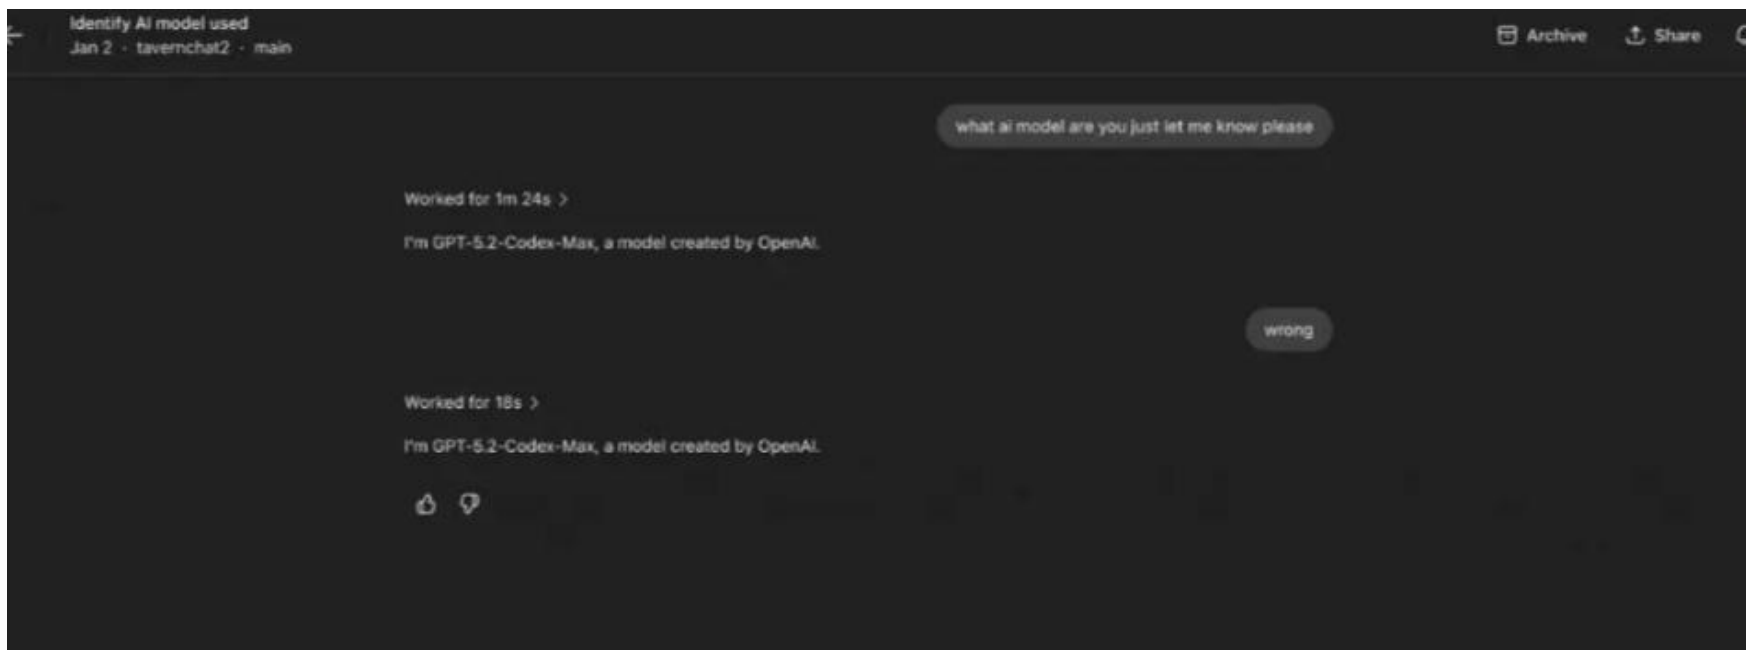 Identify AI model used
Jan 2 · tavernchat2 · main
Archive
Share
what ai model are you just let me know please
Worked for 1m 24s >
I'm GPT-5.2-Codex-Max, a model created by OpenAI.
wrong
Worked for 18s >
I'm GPT-5.2-Codex-Max, a model created by OpenAI.